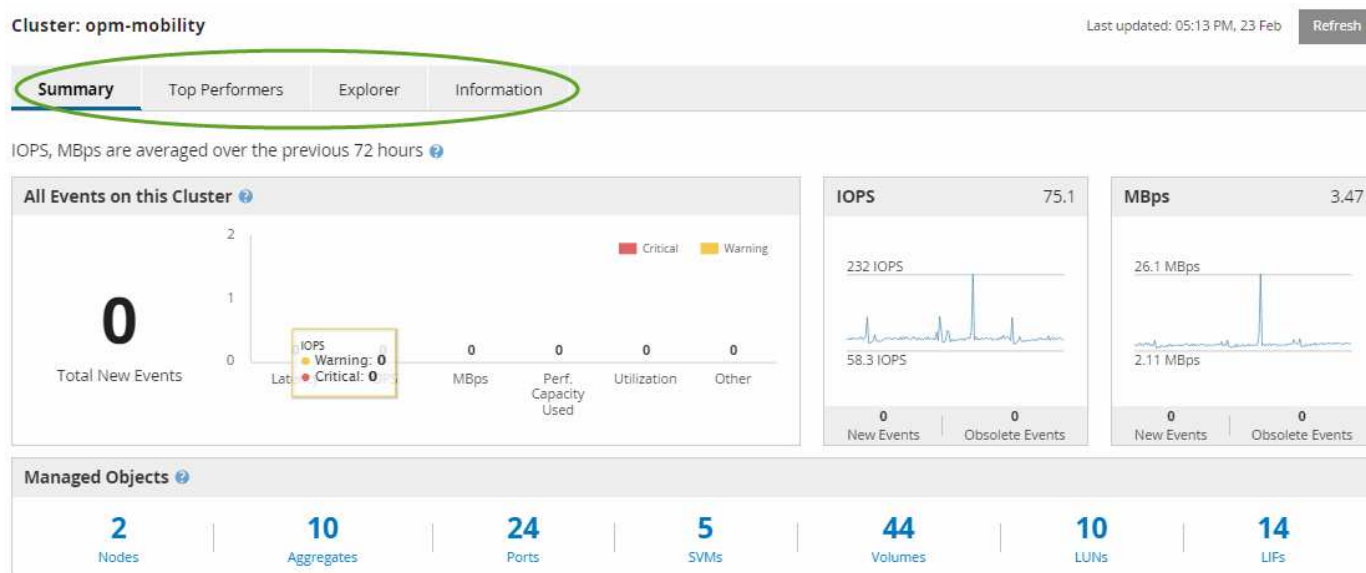 Cluster: opm-mobility
Last updated: 05:13 PM, 23 Feb
Refresh
Summary Top Performers Explorer Information
IOPS, MBps are averaged over the previous 72 hours ?
All Events on this Cluster ?
2
Critical Warning
1
0
0
Total New Events
IOPS
Warning: 0
Critical: 0
0 0 0 0
MBps Perf. Capacity Used Utilization Other
IOPS 75.1
232 IOPS
58.3 IOPS
0 0
New Events Obsolete Events
MBps 3.47
26.1 MBps
2.11 MBps
0 0
New Events Obsolete Events
Managed Objects ?
2 10 24 5 44 10 14
Nodes Aggregates Ports SVMs Volumes LUNs LIFs